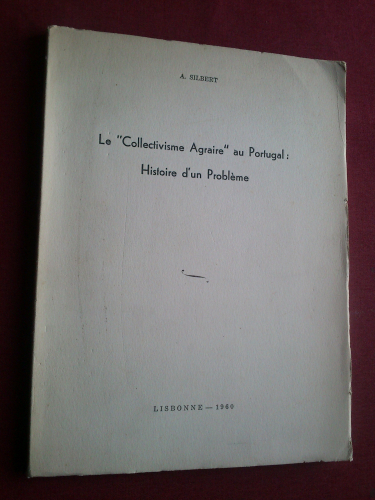 A. SILBERT
Le "Collectivisme Agraire" au Portugal:
Histoire d'un Problème
LISBONNE — 1960